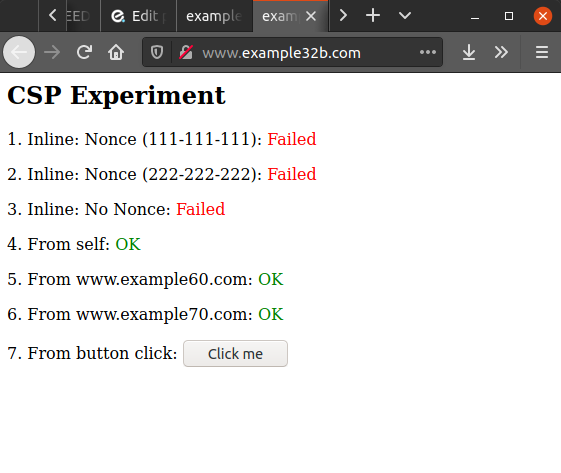 EED Edit example exam
www.example32b.com
CSP Experiment
1. Inline: Nonce (111-111-111): Failed
2. Inline: Nonce (222-222-222): Failed
3. Inline: No Nonce: Failed
4. From self: OK
5. From www.example60.com: OK
6. From www.example70.com: OK
7. From button click: Click me